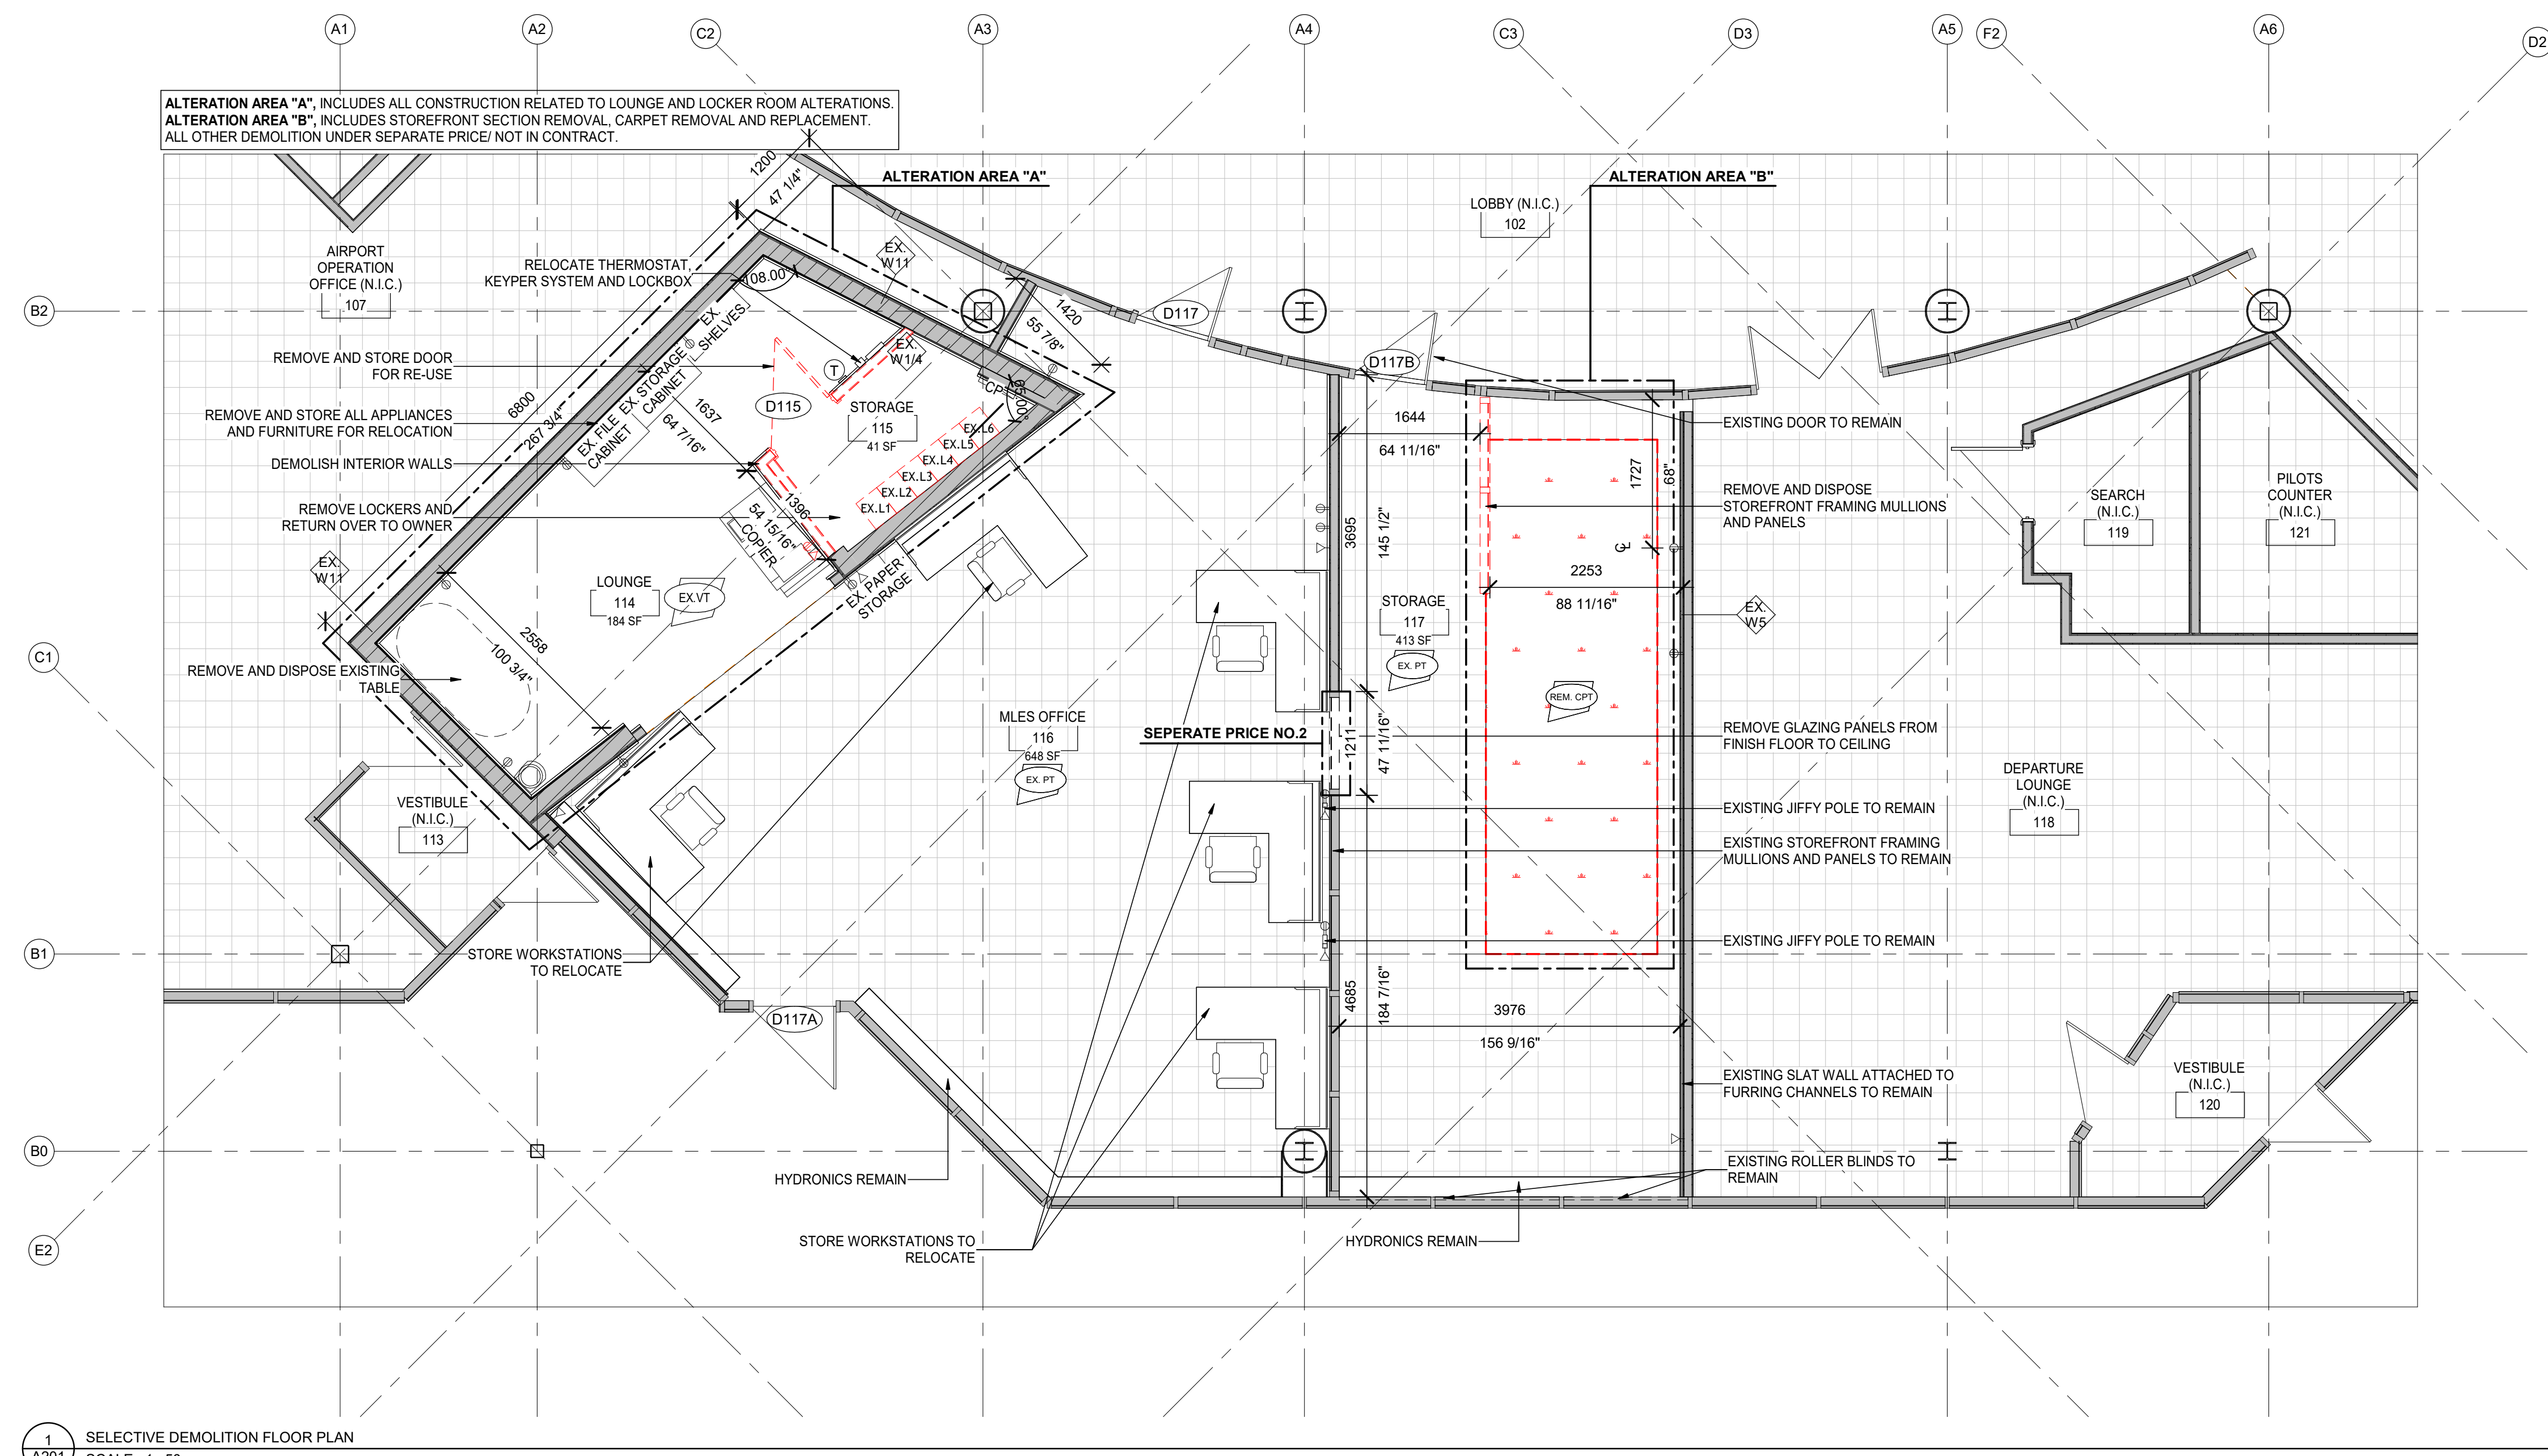 A1
A2
C2
A3
A4
C3
D3
A5
F2
A6
D2
ALTERATION AREA "A", INCLUDES ALL CONSTRUCTION RELATED TO LOUNGE AND LOCKER ROOM ALTERATIONS.
ALTERATION AREA "B", INCLUDES STOREFRONT SECTION REMOVAL, CARPET REMOVAL AND REPLACEMENT.
ALL OTHER DEMOLITION UNDER SEPARATE PRICE/ NOT IN CONTRACT.
1200
47 1/4"
ALTERATION AREA "A"
ALTERATION AREA "B"
LOBBY (N.I.C.)
102
AIRPORT
OPERATION
OFFICE (N.I.C.)
107
RELOCATE THERMOSTAT,
KEYPER SYSTEM AND LOCKBOX
108.00°
EX.
W11
B2
1420
55 7/8"
D117
D117B
EX.
SHELVES
EX. STORAGE
CABINET
EX. FILE
CABINET
REMOVE AND STORE DOOR
FOR RE-USE
EX.
W1/4
T
CP
D115
STORAGE
115
41 SF
6800
267 3/4"
1637
64 7/16"
REMOVE AND STORE ALL APPLIANCES
AND FURNITURE FOR RELOCATION
DEMOLISH INTERIOR WALLS
REMOVE LOCKERS AND
RETURN OVER TO OWNER
EX.L6
EX.L5
EX.L4
EX.L3
EX.L2
EX.L1
1396
54 15/16"
COPIER
EX. PAPER
STORAGE
EX.
W11
LOUNGE
114
184 SF
EX.VT
2558
100 3/4"
REMOVE AND DISPOSE EXISTING
TABLE
C1
1644
64 11/16"
3695
145 1/2"
1727
68"
CL
2253
88 11/16"
EXISTING DOOR TO REMAIN
REMOVE AND DISPOSE
STOREFRONT FRAMING MULLIONS
AND PANELS
SEARCH
(N.I.C.)
119
PILOTS
COUNTER
(N.I.C.)
121
STORAGE
117
413 SF
EX. PT
EX.
W5
REM. CPT
MLES OFFICE
116
648 SF
EX. PT
SEPERATE PRICE NO.2
1211
47 11/16"
REMOVE GLAZING PANELS FROM
FINISH FLOOR TO CEILING
DEPARTURE
LOUNGE
(N.I.C.)
118
VESTIBULE
(N.I.C.)
113
EXISTING JIFFY POLE TO REMAIN
EXISTING STOREFRONT FRAMING
MULLIONS AND PANELS TO REMAIN
EXISTING JIFFY POLE TO REMAIN
B1
STORE WORKSTATIONS
TO RELOCATE
D117A
4685
184 7/16"
3976
156 9/16"
EXISTING SLAT WALL ATTACHED TO
FURRING CHANNELS TO REMAIN
VESTIBULE
(N.I.C.)
120
B0
HYDRONICS REMAIN
EXISTING ROLLER BLINDS TO
REMAIN
E2
STORE WORKSTATIONS TO
RELOCATE
HYDRONICS REMAIN
1
A201
SELECTIVE DEMOLITION FLOOR PLAN